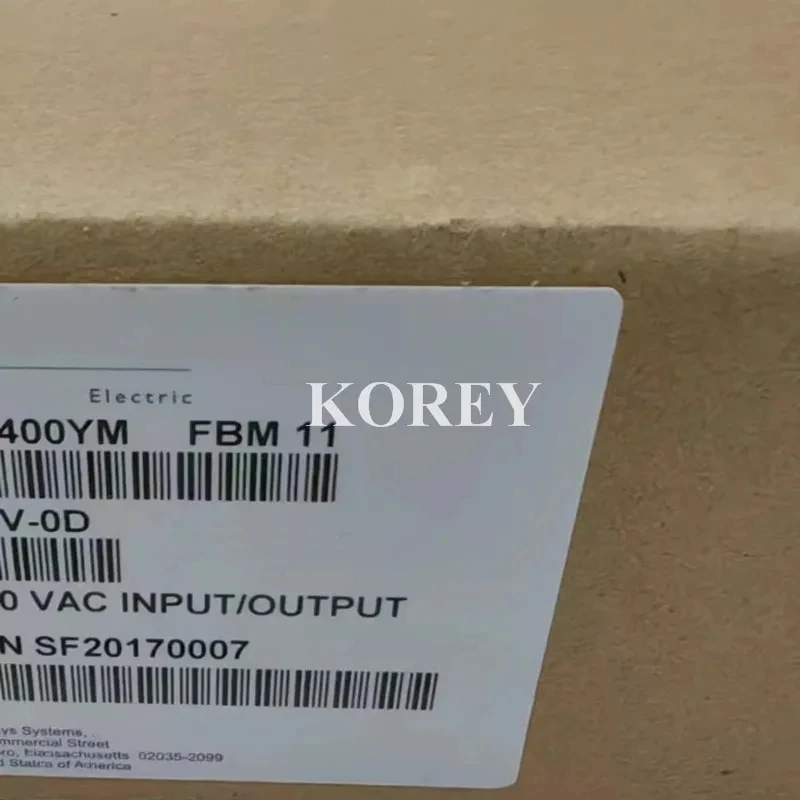 Electric
KOREY
400YM FBM 11
V-0D
0 VAC INPUT/OUTPUT
N SF20170007
ys Systems,
mmercial Street
ro, Massachusetts 02035-2099
d States of America